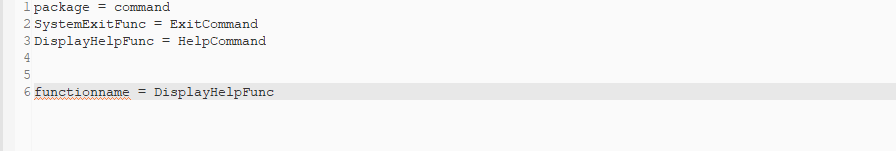 1 package = command
2 SystemExitFunc = ExitCommand
3 DisplayHelpFunc = HelpCommand
4
5
6 functionname = DisplayHelpFunc